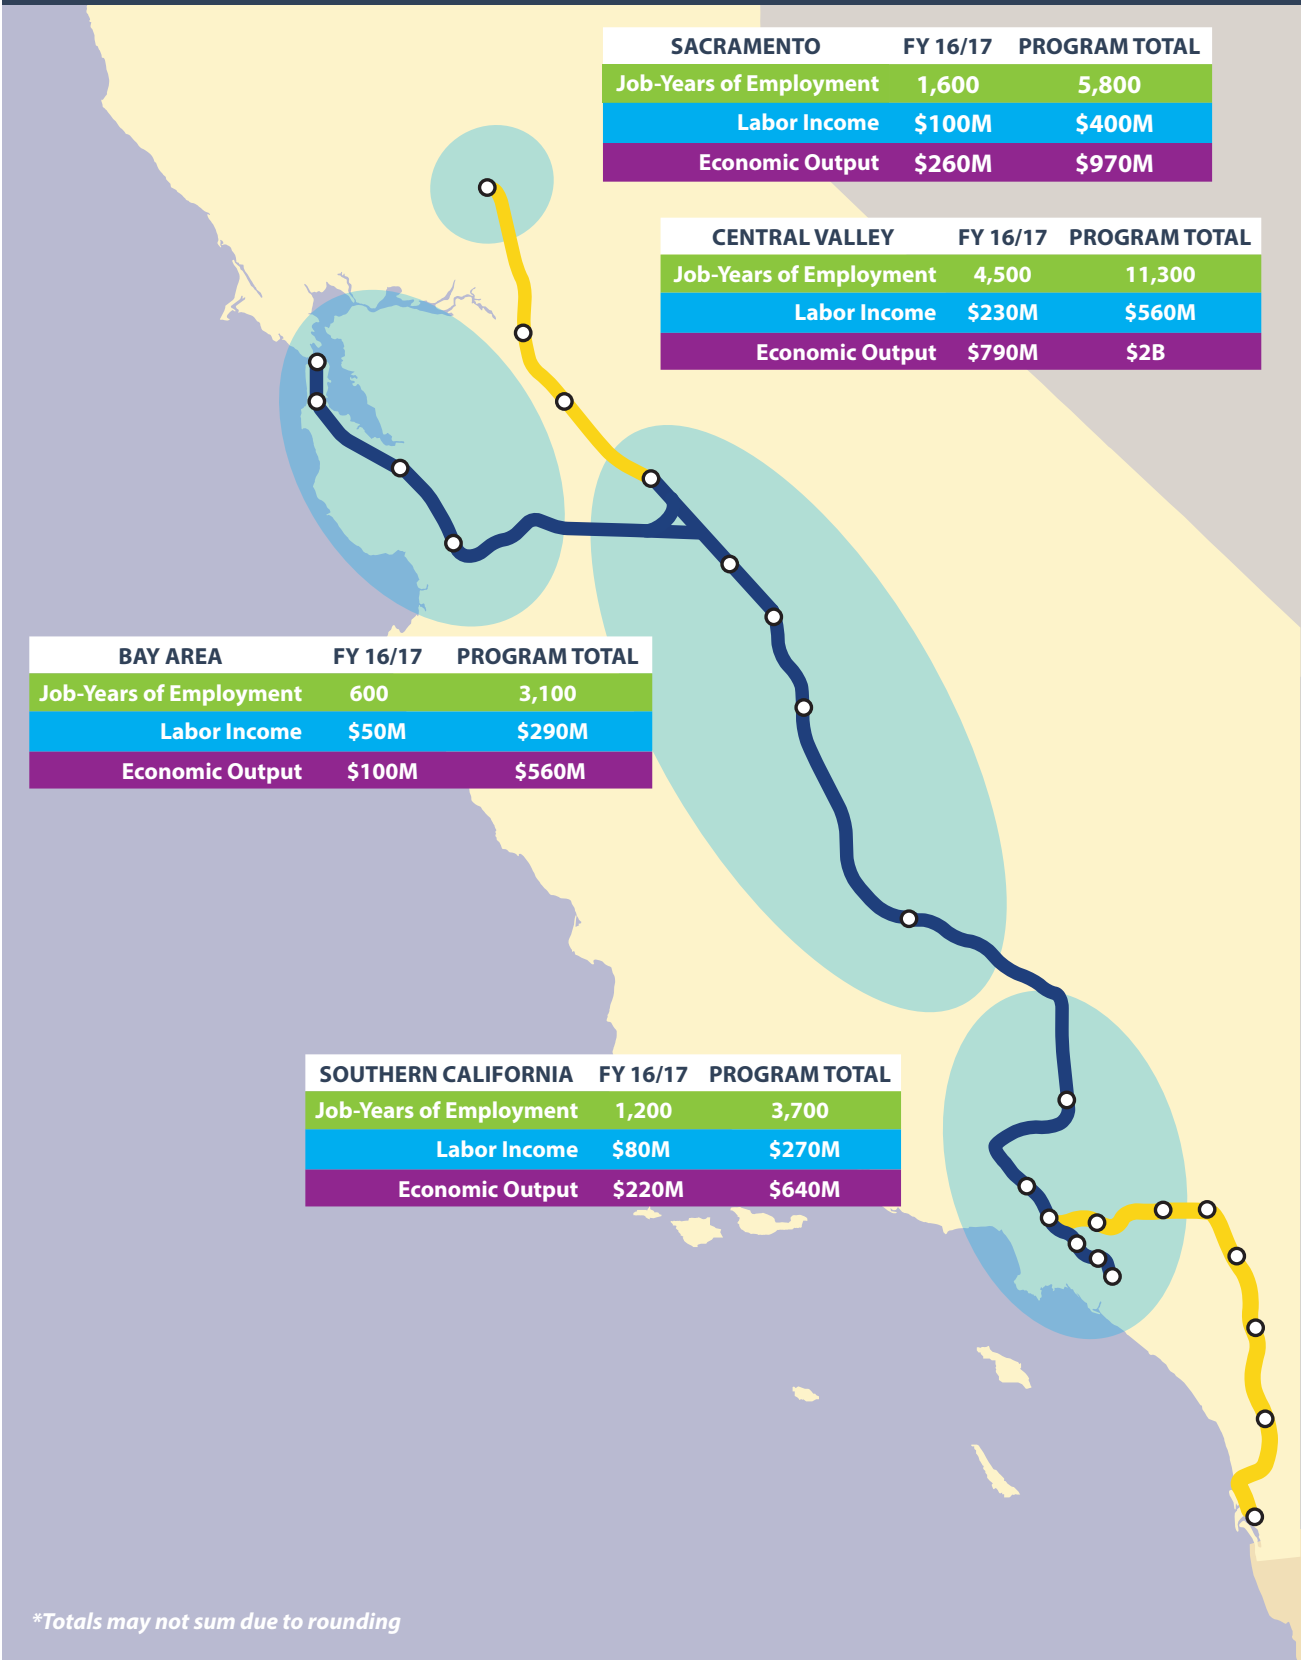 SACRAMENTO FY 16/17 PROGRAM TOTAL
Job-Years of Employment 1,600 5,800
Labor Income $100M $400M
Economic Output $260M $970M
CENTRAL VALLEY FY 16/17 PROGRAM TOTAL
Job-Years of Employment 4,500 11,300
Labor Income $230M $560M
Economic Output $790M $2B
BAY AREA FY 16/17 PROGRAM TOTAL
Job-Years of Employment 600 3,100
Labor Income $50M $290M
Economic Output $100M $560M
SOUTHERN CALIFORNIA FY 16/17 PROGRAM TOTAL
Job-Years of Employment 1,200 3,700
Labor Income $80M $270M
Economic Output $220M $640M
*Totals may not sum due to rounding